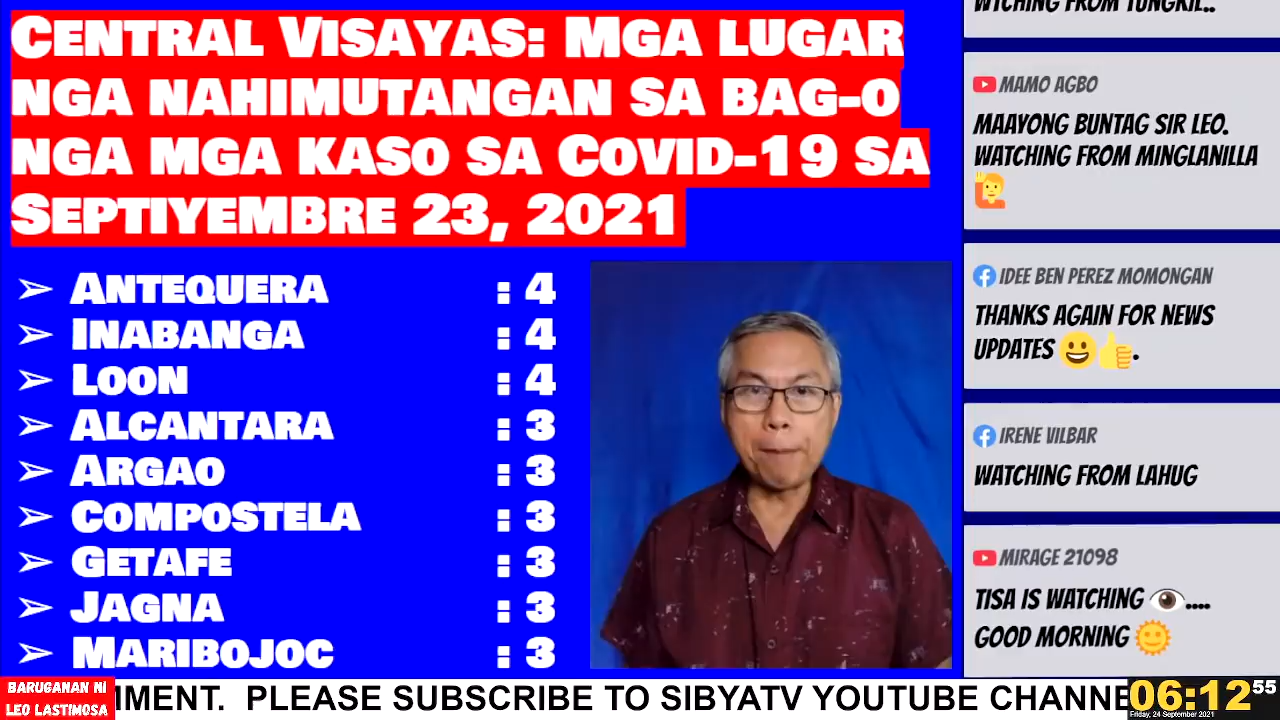 Central Visayas: Mga lugar
nga nahimutangan sa bag-o
nga mga kaso sa Covid-19 sa
Septiyembre 23, 2021
➢ Antequera : 4
➢ Inabanga : 4
➢ Loon : 4
➢ Alcantara : 3
➢ Argao : 3
➢ Compostela : 3
➢ Getafe : 3
➢ Jagna : 3
➢ Maribojoc : 3
WTCHING FROM TUNGKIL..
MAMO AGBO
MAAYONG BUNTAG SIR LEO.
WATCHING FROM MINGLANILLA
🙋
IDEE BEN PEREZ MOMONGAN
THANKS AGAIN FOR NEWS
UPDATES 😀👍.
IRENE VILBAR
WATCHING FROM LAHUG
MIRAGE 21098
TISA IS WATCHING 👁....
GOOD MORNING 🌞
BARUGANAN NI
LEO LASTIMOSA
MMENT. PLEASE SUBSCRIBE TO SIBYATV YOUTUBE CHANNE
06:12 55
Friday, 24 September 2021